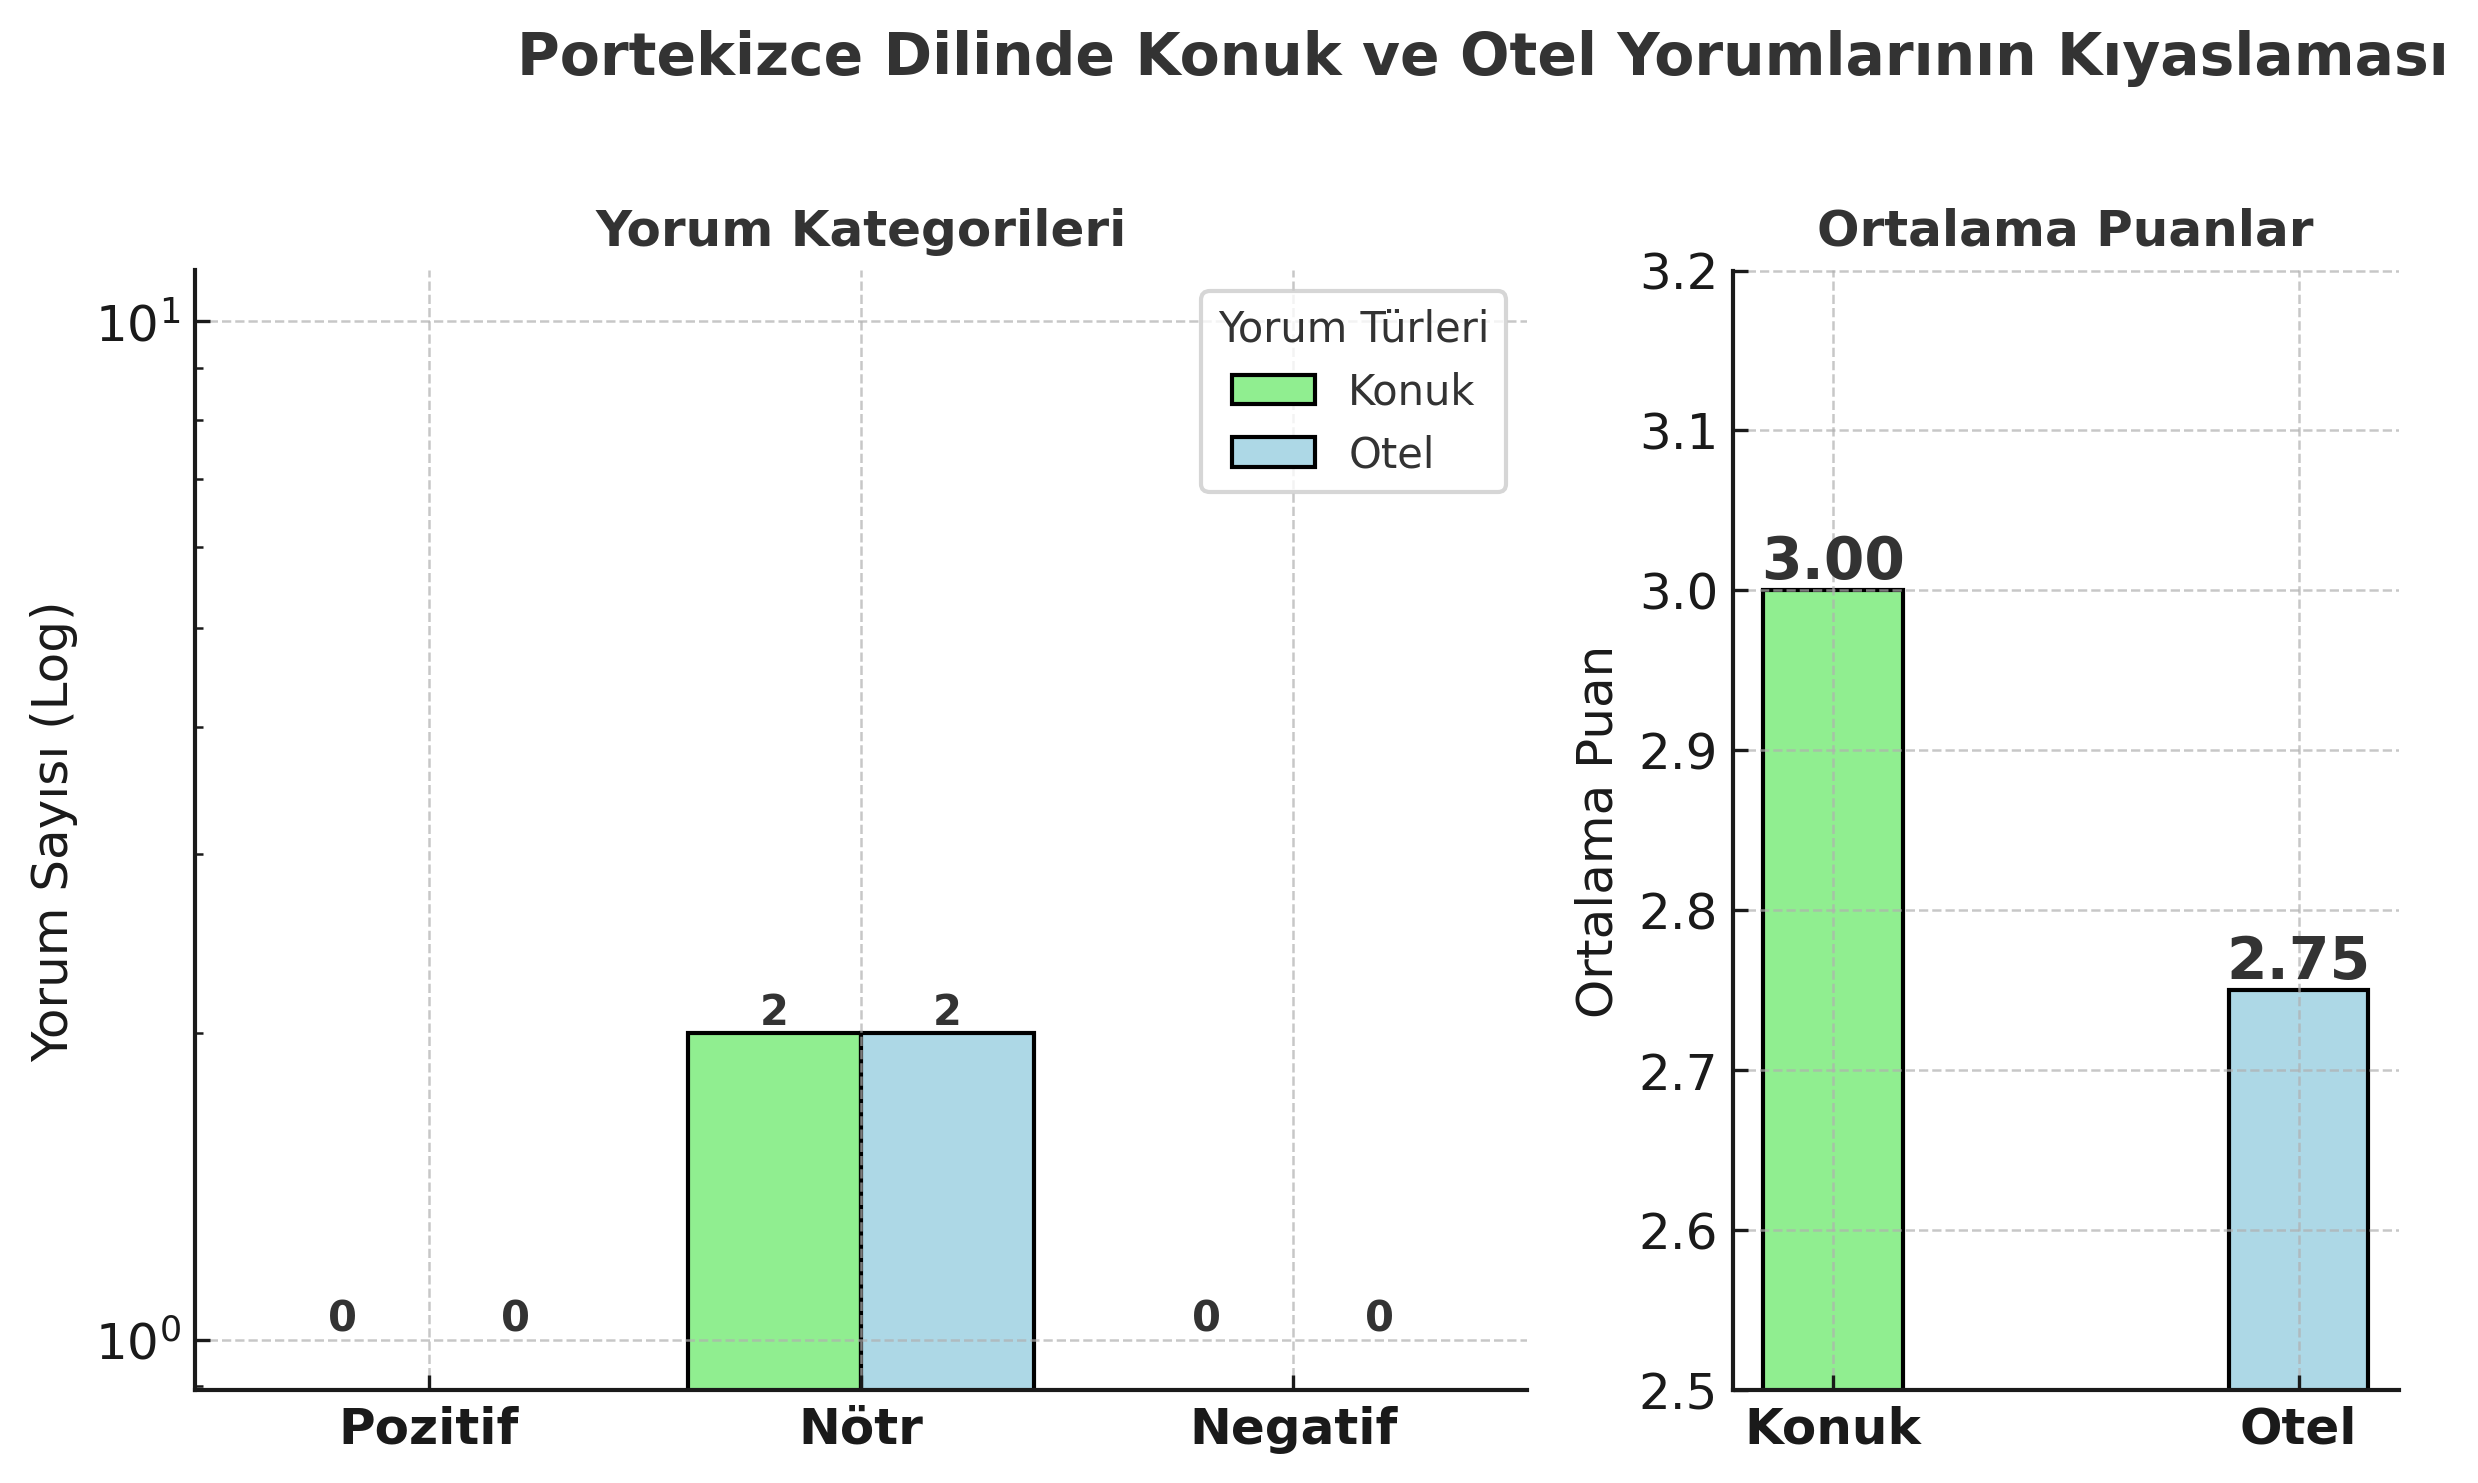 Portekizce Dilinde Konuk ve Otel Yorumlarının Kıyaslaması
Yorum Kategorileri
Yorum Sayısı (Log)
10¹
10⁰
Yorum Türleri
Konuk
Otel
0
0
2
2
0
0
Pozitif
Nötr
Negatif
Ortalama Puanlar
Ortalama Puan
3.2
3.1
3.0
2.9
2.8
2.7
2.6
2.5
3.00
2.75
Konuk
Otel